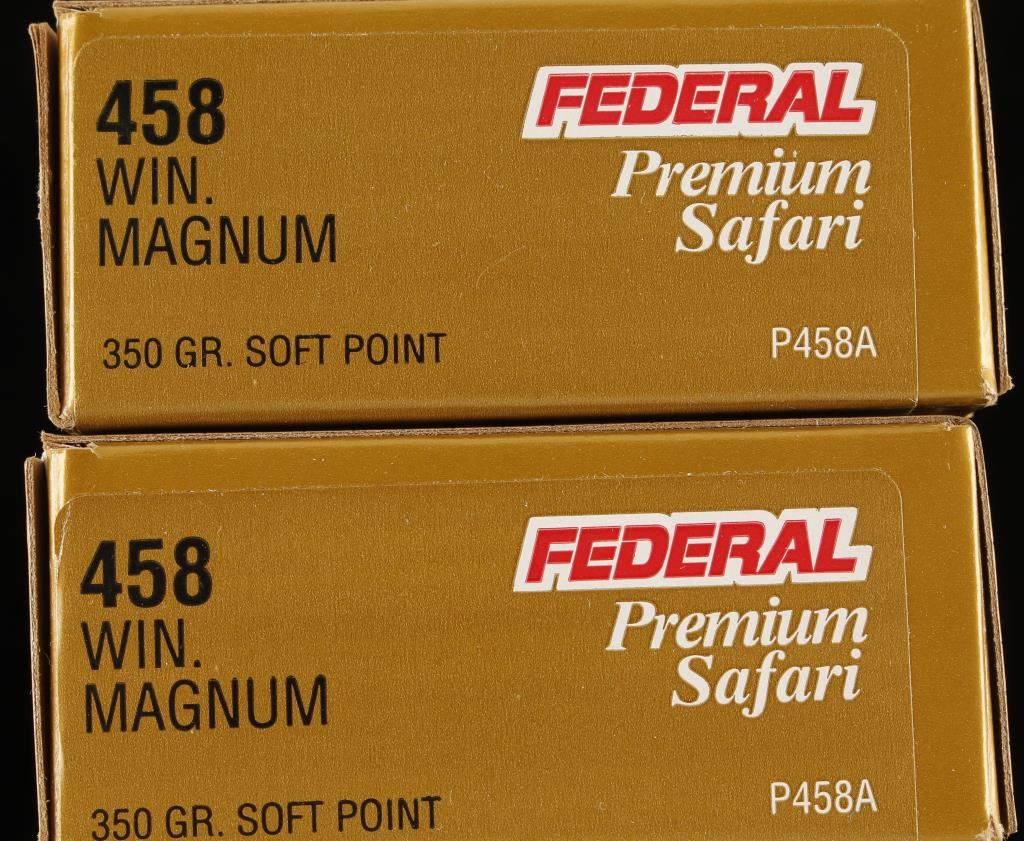 458
WIN.
MAGNUM
350 GR. SOFT POINT
FEDERAL
Premium
Safari
P458A
458
WIN.
MAGNUM
350 GR. SOFT POINT
FEDERAL
Premium
Safari
P458A